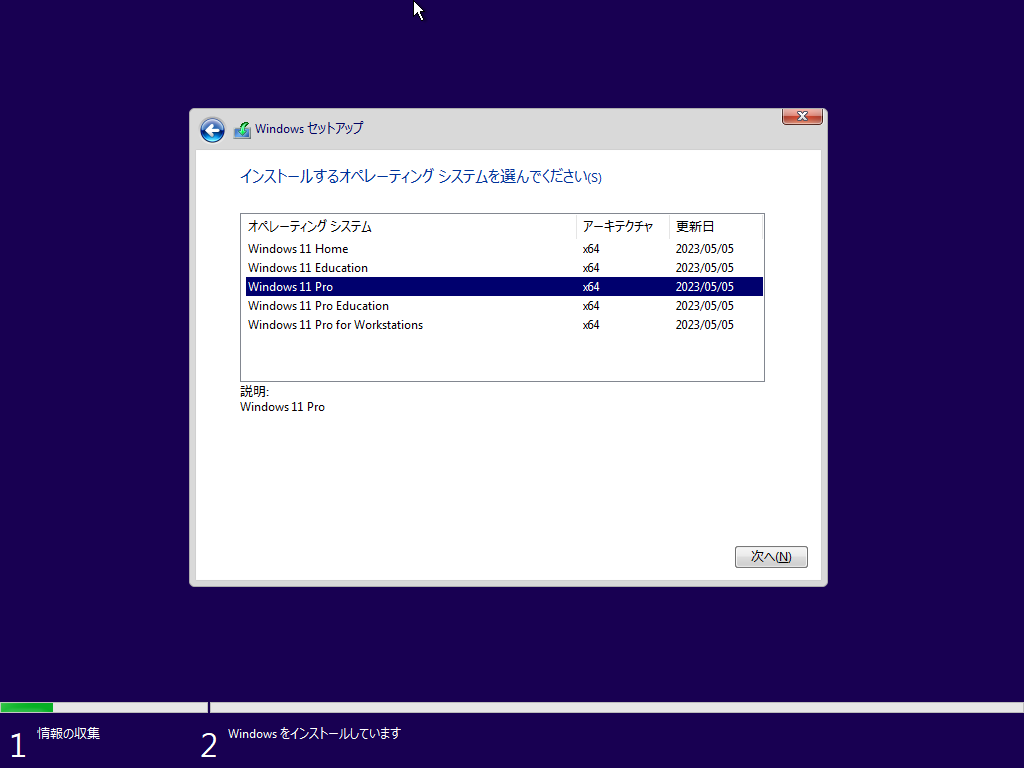 Windows セットアップ
インストールするオペレーティング システムを選んでください(S)
オペレーティング システム アーキテクチャ 更新日
Windows 11 Home x64 2023/05/05
Windows 11 Education x64 2023/05/05
Windows 11 Pro x64 2023/05/05
Windows 11 Pro Education x64 2023/05/05
Windows 11 Pro for Workstations x64 2023/05/05
説明:
Windows 11 Pro
次へ(N)
1 情報の収集 2 Windows をインストールしています